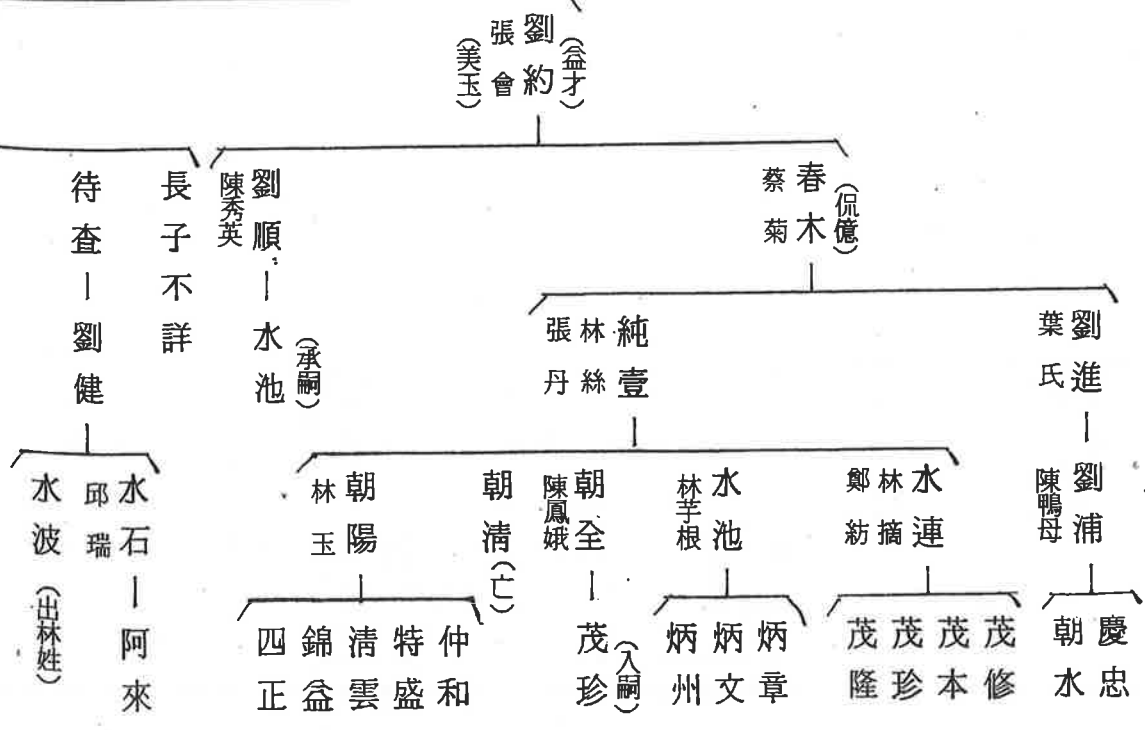 劉約
(益才)
張會
(美玉)
春木
(侃億)
蔡菊
劉順—水池
(承嗣)
陳秀英
長子不詳
待査—劉健
劉進—劉浦
葉氏
陳鴨母
純壹
林絲
張丹
水連
林摘
鄭紡
水池
林芋根
朝全—茂珍
(入嗣)
陳鳳娥
朝清(亡)
朝陽
林玉
水石—阿來
邱瑞
水波
(出林姓)
慶忠
朝水
茂修
茂本
茂珍
茂隆
炳章
炳文
炳州
仲和
特盛
清雲
錦益
四正